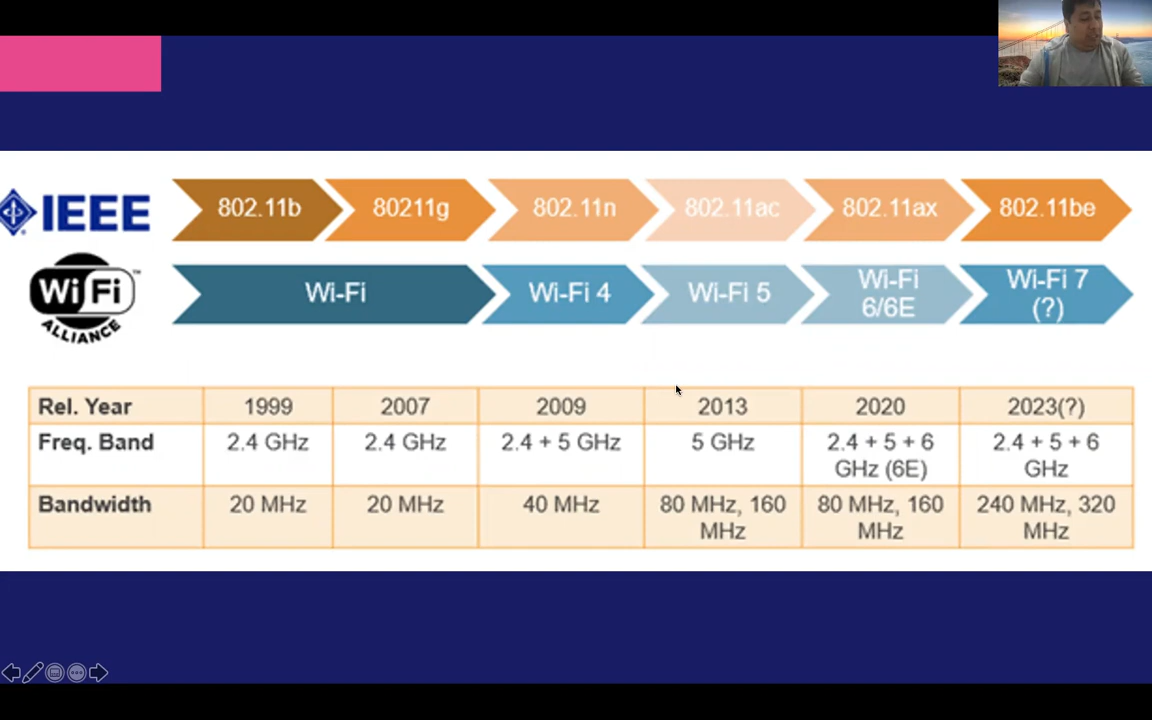 IEEE
802.11b
80211g
802.11n
802.11ac
802.11ax
802.11be
Wi Fi™
ALLIANCE
Wi-Fi
Wi-Fi 4
Wi-Fi 5
Wi-Fi
6/6E
Wi-Fi 7
(?)
Rel. Year 1999 2007 2009 2013 2020 2023(?)
Freq. Band 2.4 GHz 2.4 GHz 2.4 + 5 GHz 5 GHz 2.4 + 5 + 6
GHz (6E)
2.4 + 5 + 6
GHz
Bandwidth 20 MHz 20 MHz 40 MHz 80 MHz, 160
MHz
80 MHz, 160
MHz
240 MHz, 320
MHz